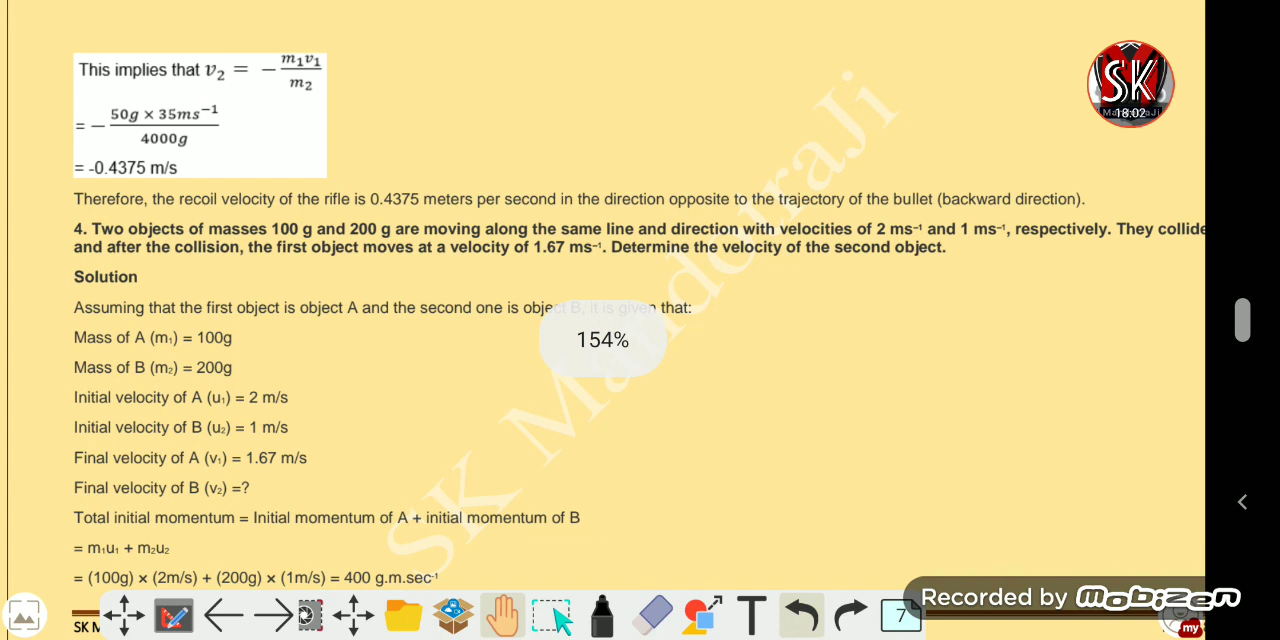 This implies that v₂ = − m₁v₁ / m₂
= − 50g × 35ms⁻¹ / 4000g
= -0.4375 m/s
SK
18:02
Therefore, the recoil velocity of the rifle is 0.4375 meters per second in the direction opposite to the trajectory of the bullet (backward direction).
4. Two objects of masses 100 g and 200 g are moving along the same line and direction with velocities of 2 ms⁻¹ and 1 ms⁻¹, respectively. They collide
and after the collision, the first object moves at a velocity of 1.67 ms⁻¹. Determine the velocity of the second object.
Solution
Assuming that the first object is object A and the second one is object B, it is given that:
154%
Mass of A (m₁) = 100g
Mass of B (m₂) = 200g
Initial velocity of A (u₁) = 2 m/s
Initial velocity of B (u₂) = 1 m/s
Final velocity of A (v₁) = 1.67 m/s
Final velocity of B (v₂) =?
Total initial momentum = Initial momentum of A + initial momentum of B
= m₁u₁ + m₂u₂
= (100g) × (2m/s) + (200g) × (1m/s) = 400 g.m.sec⁻¹
SK MandotraJi
Recorded by mobizen
SK M
T
7
my